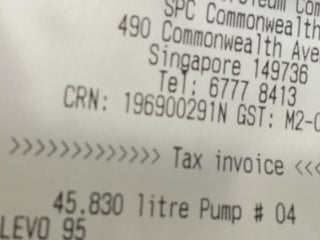 SPC Commonwealth
490 Commonwealth Ave
Singapore 149736
Tel: 6777 8413
CRN: 196900291N GST: M2-0
>>>>>>>>>>>>> Tax invoice <<<
45.830 litre Pump # 04
LEVO 95